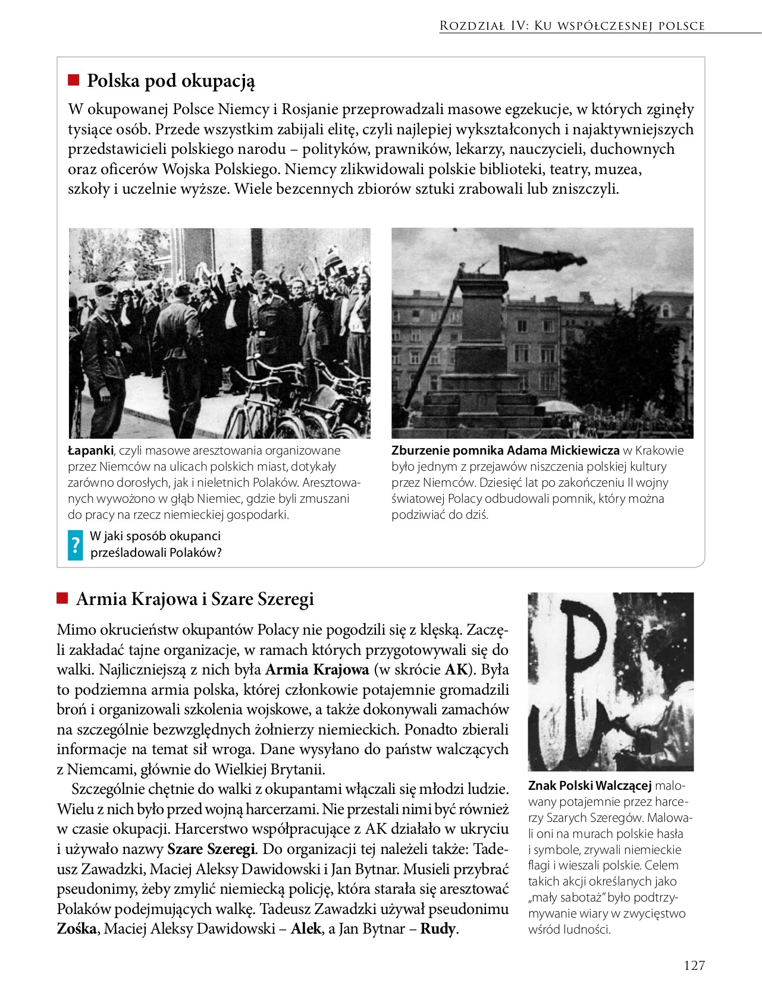 Rozdział IV: Ku współczesnej polsce
Polska pod okupacją
W okupowanej Polsce Niemcy i Rosjanie przeprowadzali masowe egzekucje, w których zginęły
tysiące osób. Przede wszystkim zabijali elitę, czyli najlepiej wykształconych i najaktywniejszych
przedstawicieli polskiego narodu – polityków, prawników, lekarzy, nauczycieli, duchownych
oraz oficerów Wojska Polskiego. Niemcy zlikwidowali polskie biblioteki, teatry, muzea,
szkoły i uczelnie wyższe. Wiele bezcennych zbiorów sztuki zrabowali lub zniszczyli.
Łapanki, czyli masowe aresztowania organizowane
przez Niemców na ulicach polskich miast, dotykały
zarówno dorosłych, jak i nieletnich Polaków. Aresztowa-
nych wywożono w głąb Niemiec, gdzie byli zmuszani
do pracy na rzecz niemieckiej gospodarki.
? W jaki sposób okupanci
prześladowali Polaków?
Zburzenie pomnika Adama Mickiewicza w Krakowie
było jednym z przejawów niszczenia polskiej kultury
przez Niemców. Dziesięć lat po zakończeniu II wojny
światowej Polacy odbudowali pomnik, który można
podziwiać do dziś.
Armia Krajowa i Szare Szeregi
Mimo okrucieństw okupantów Polacy nie pogodzili się z klęską. Zaczę-
li zakładać tajne organizacje, w ramach których przygotowywali się do
walki. Najliczniejszą z nich była Armia Krajowa (w skrócie AK). Była
to podziemna armia polska, której członkowie potajemnie gromadzili
broń i organizowali szkolenia wojskowe, a także dokonywali zamachów
na szczególnie bezwzględnych żołnierzy niemieckich. Ponadto zbierali
informacje na temat sił wroga. Dane wysyłano do państw walczących
z Niemcami, głównie do Wielkiej Brytanii.
Szczególnie chętnie do walki z okupantami włączali się młodzi ludzie.
Wielu z nich było przed wojną harcerzami. Nie przestali nimi być również
w czasie okupacji. Harcerstwo współpracujące z AK działało w ukryciu
i używało nazwy Szare Szeregi. Do organizacji tej należeli także: Tade-
usz Zawadzki, Maciej Aleksy Dawidowski i Jan Bytnar. Musieli przybrać
pseudonimy, żeby zmylić niemiecką policję, która starała się aresztować
Polaków podejmujących walkę. Tadeusz Zawadzki używał pseudonimu
Zośka, Maciej Aleksy Dawidowski – Alek, a Jan Bytnar – Rudy.
Znak Polski Walczącej malo-
wany potajemnie przez harce-
rzy Szarych Szeregów. Malowa-
li oni na murach polskie hasła
i symbole, zrywali niemieckie
flagi i wieszali polskie. Celem
takich akcji określanych jako
„mały sabotaż” było podtrzy-
mywanie wiary w zwycięstwo
wśród ludności.
127